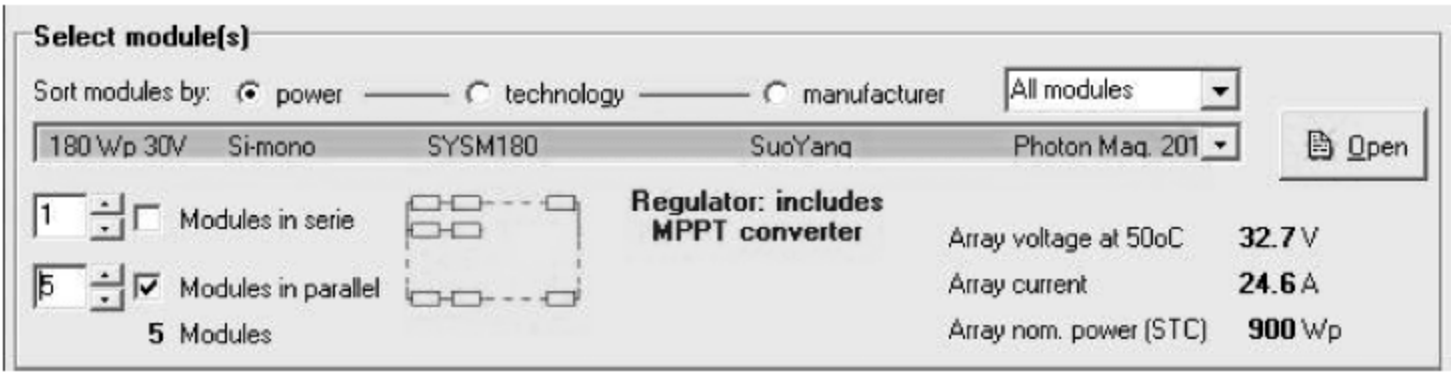 Select module(s)
Sort modules by: power technology manufacturer All modules
180 Wp 30V Si-mono SYSM180 SuoYang Photon Mag. 201
Open
1 Modules in serie
Regulator: includes
MPPT converter
Array voltage at 50oC 32.7 V
5 Modules in parallel
Array current 24.6 A
5 Modules
Array nom. power (STC) 900 Wp